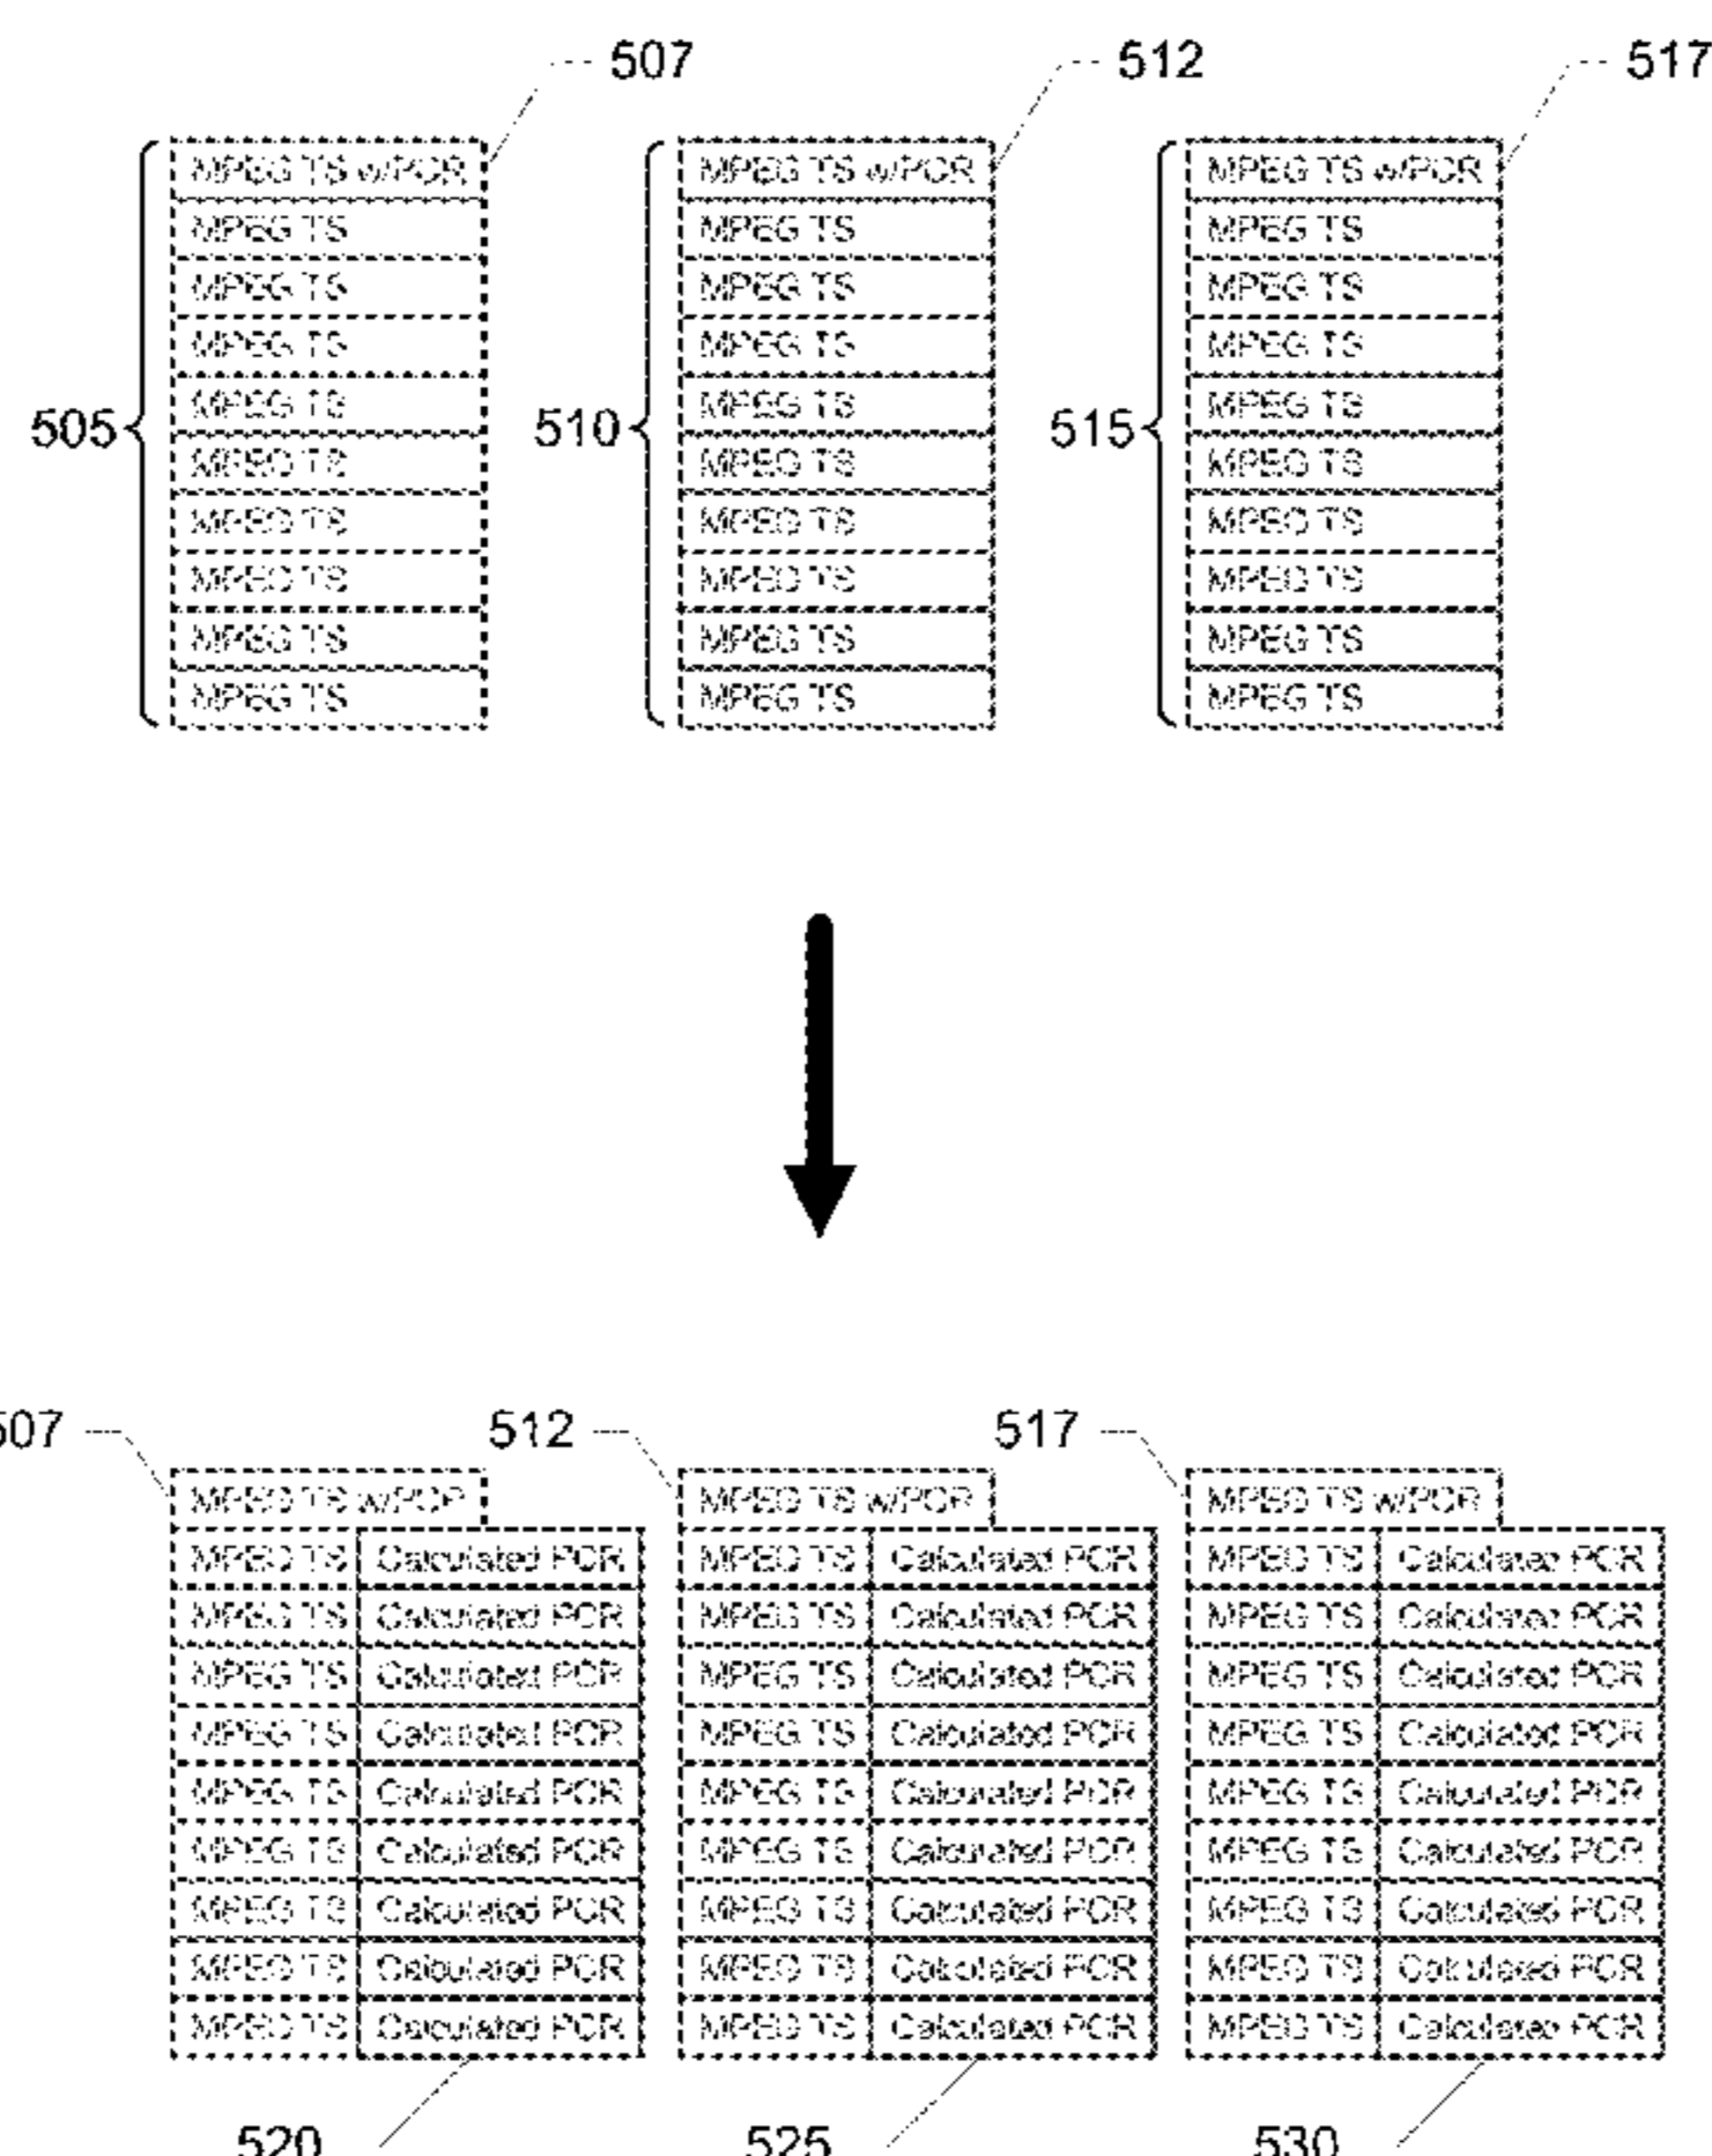 507 512 517
MPEG TS w/PCR MPEG TS w/PCR MPEG TS w/PCR
MPEG TS MPEG TS MPEG TS
MPEG TS MPEG TS MPEG TS
MPEG TS MPEG TS MPEG TS
MPEG TS MPEG TS MPEG TS
505 510 515
MPEG TS MPEG TS MPEG TS
MPEG TS MPEG TS MPEG TS
MPEG TS MPEG TS MPEG TS
MPEG TS MPEG TS MPEG TS
MPEG TS MPEG TS MPEG TS
507 512 517
MPEG TS w/PCR MPEG TS w/PCR MPEG TS w/PCR
MPEG TS Calculated PCR MPEG TS Calculated PCR MPEG TS Calculated PCR
MPEG TS Calculated PCR MPEG TS Calculated PCR MPEG TS Calculated PCR
MPEG TS Calculated PCR MPEG TS Calculated PCR MPEG TS Calculated PCR
MPEG TS Calculated PCR MPEG TS Calculated PCR MPEG TS Calculated PCR
MPEG TS Calculated PCR MPEG TS Calculated PCR MPEG TS Calculated PCR
MPEG TS Calculated PCR MPEG TS Calculated PCR MPEG TS Calculated PCR
MPEG TS Calculated PCR MPEG TS Calculated PCR MPEG TS Calculated PCR
MPEG TS Calculated PCR MPEG TS Calculated PCR MPEG TS Calculated PCR
MPEG TS Calculated PCR MPEG TS Calculated PCR MPEG TS Calculated PCR
520 525 530